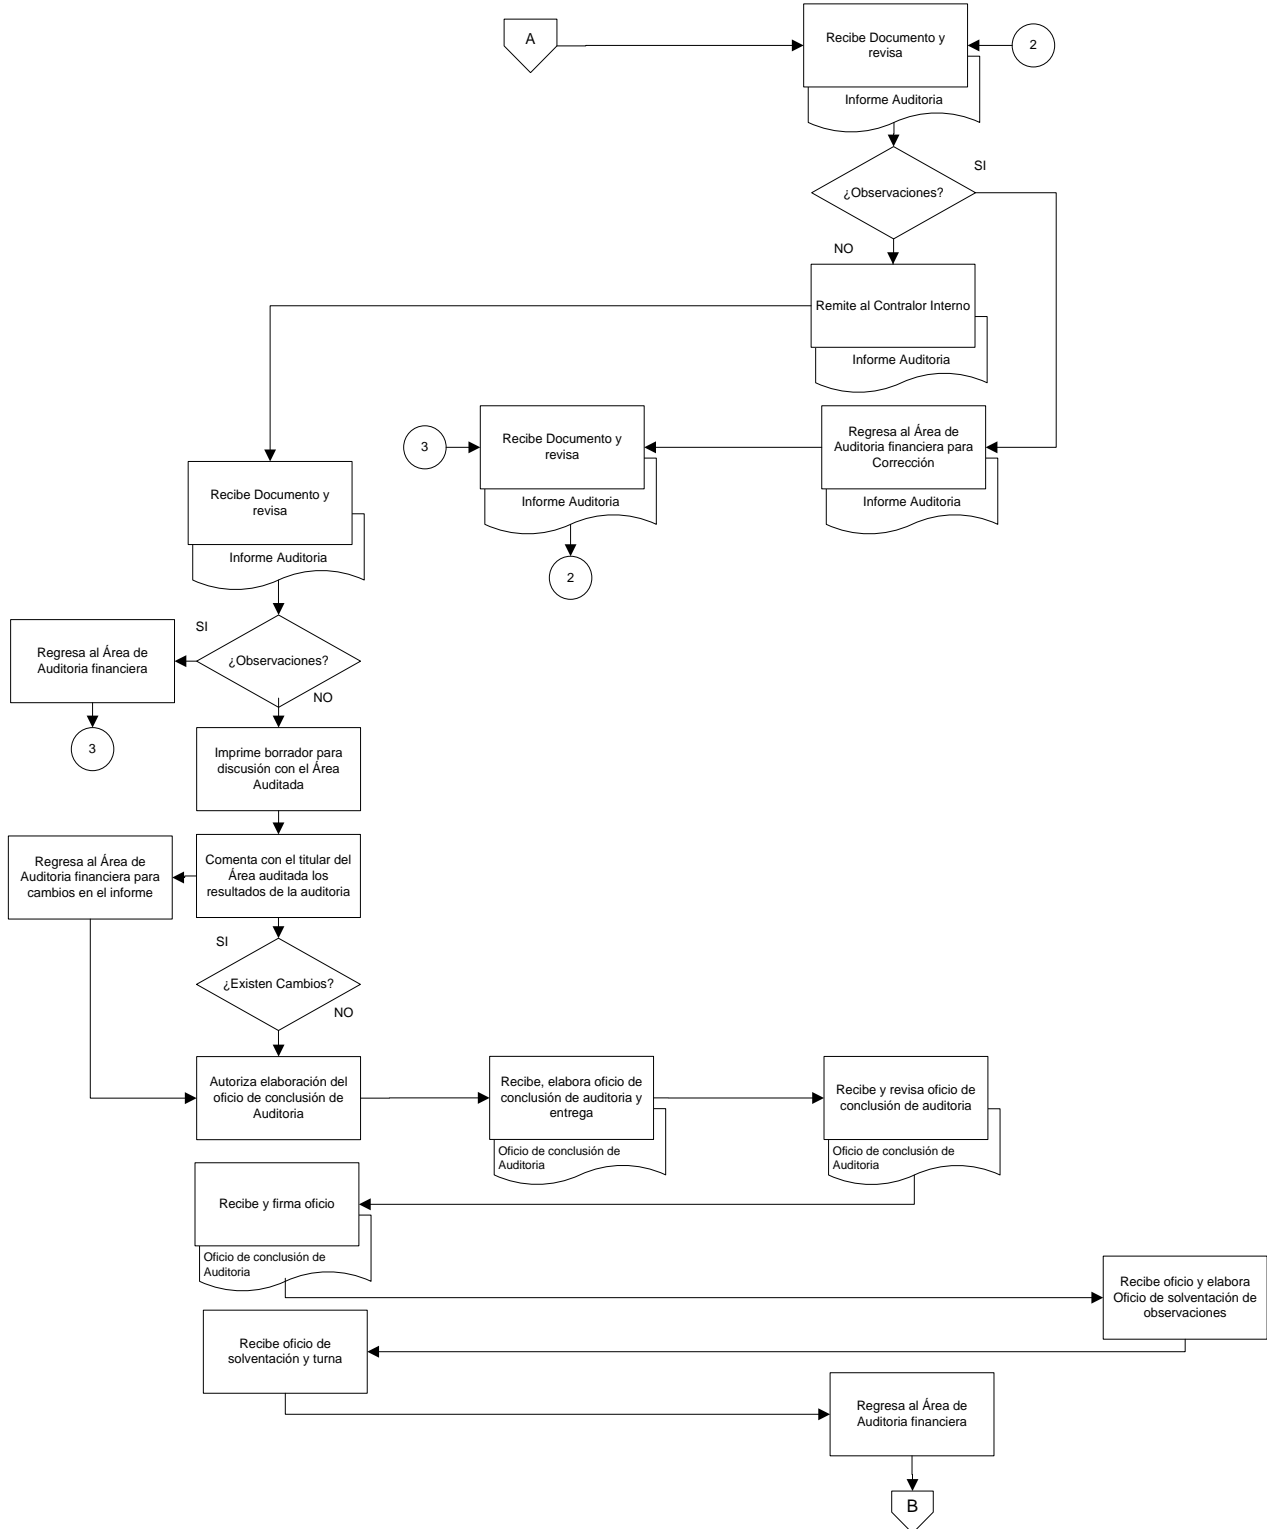 A
Recibe Documento y
revisa
2
Informe Auditoria
SI
¿Observaciones?
NO
Remite al Contralor Interno
Informe Auditoria
3
Recibe Documento y
revisa
Informe Auditoria
2
Regresa al Área de
Auditoria financiera para
Corrección
Informe Auditoria
Recibe Documento y
revisa
Informe Auditoria
SI
¿Observaciones?
NO
Regresa al Área de
Auditoria financiera
3
Imprime borrador para
discusión con el Área
Auditada
Regresa al Área de
Auditoria financiera para
cambios en el informe
Comenta con el titular del
Área auditada los
resultados de la auditoria
SI
¿Existen Cambios?
NO
Autoriza elaboración del
oficio de conclusión de
Auditoria
Recibe, elabora oficio de
conclusión de auditoria y
entrega
Oficio de conclusión de
Auditoria
Recibe y revisa oficio de
conclusión de auditoria
Oficio de conclusión de
Auditoria
Recibe y firma oficio
Oficio de conclusión de
Auditoria
Recibe oficio y elabora
Oficio de solventación de
observaciones
Recibe oficio de
solventación y turna
Regresa al Área de
Auditoria financiera
B